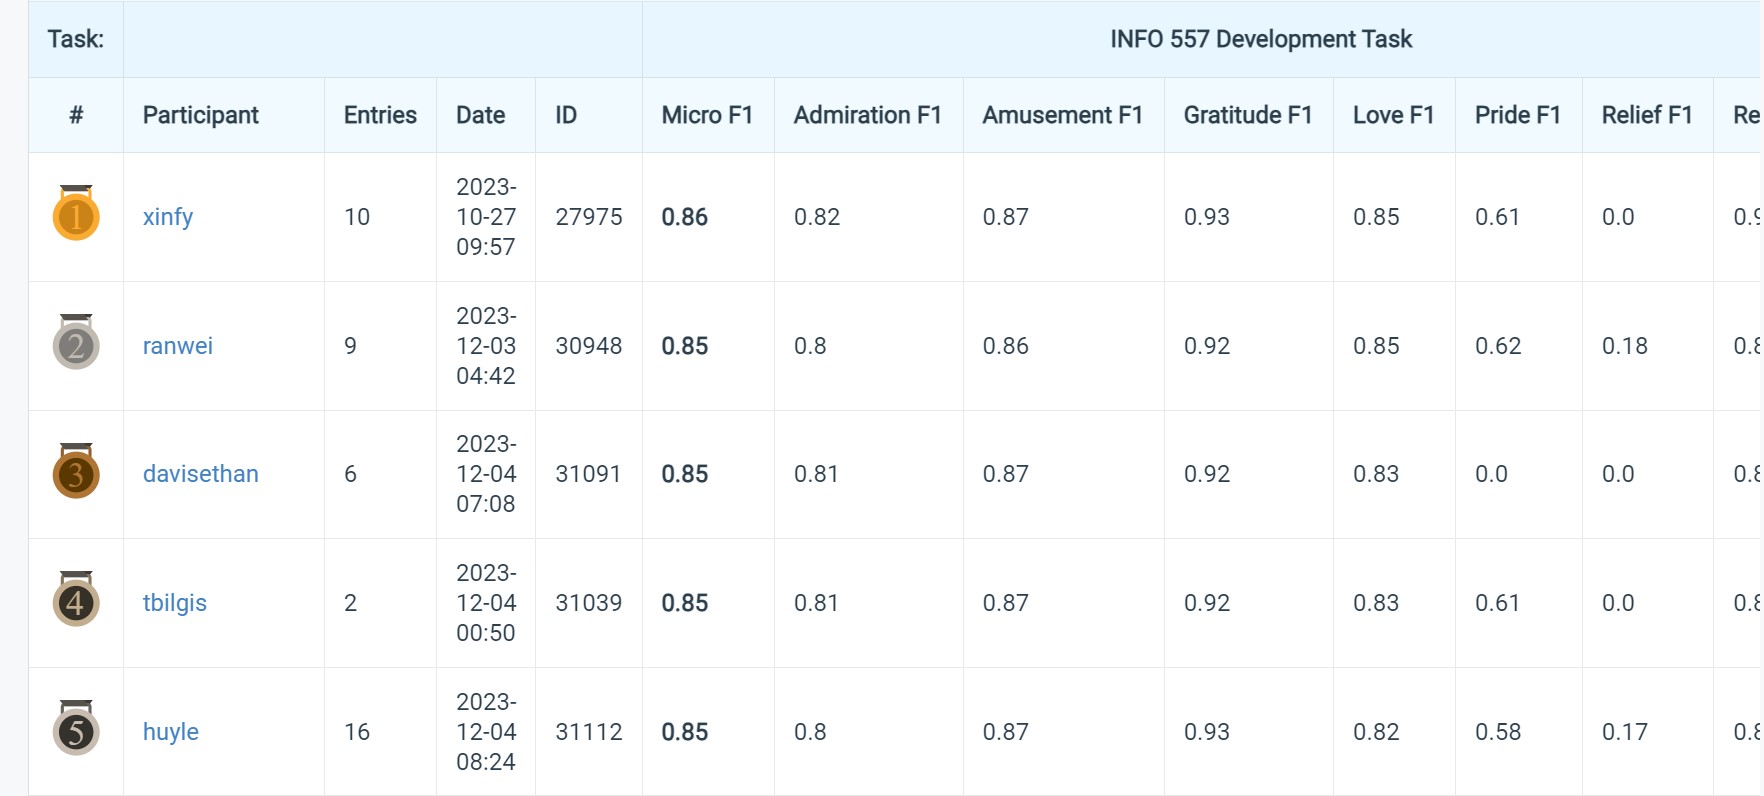 Task: INFO 557 Development Task
# Participant Entries Date ID Micro F1 Admiration F1 Amusement F1 Gratitude F1 Love F1 Pride F1 Relief F1 Re
1 xinfy 10 2023-10-27 09:57 27975 0.86 0.82 0.87 0.93 0.85 0.61 0.0 0.9
2 ranwei 9 2023-12-03 04:42 30948 0.85 0.8 0.86 0.92 0.85 0.62 0.18 0.8
3 davisethan 6 2023-12-04 07:08 31091 0.85 0.81 0.87 0.92 0.83 0.0 0.0 0.8
4 tbilgis 2 2023-12-04 00:50 31039 0.85 0.81 0.87 0.92 0.83 0.61 0.0 0.8
5 huyle 16 2023-12-04 08:24 31112 0.85 0.8 0.87 0.93 0.82 0.58 0.17 0.8